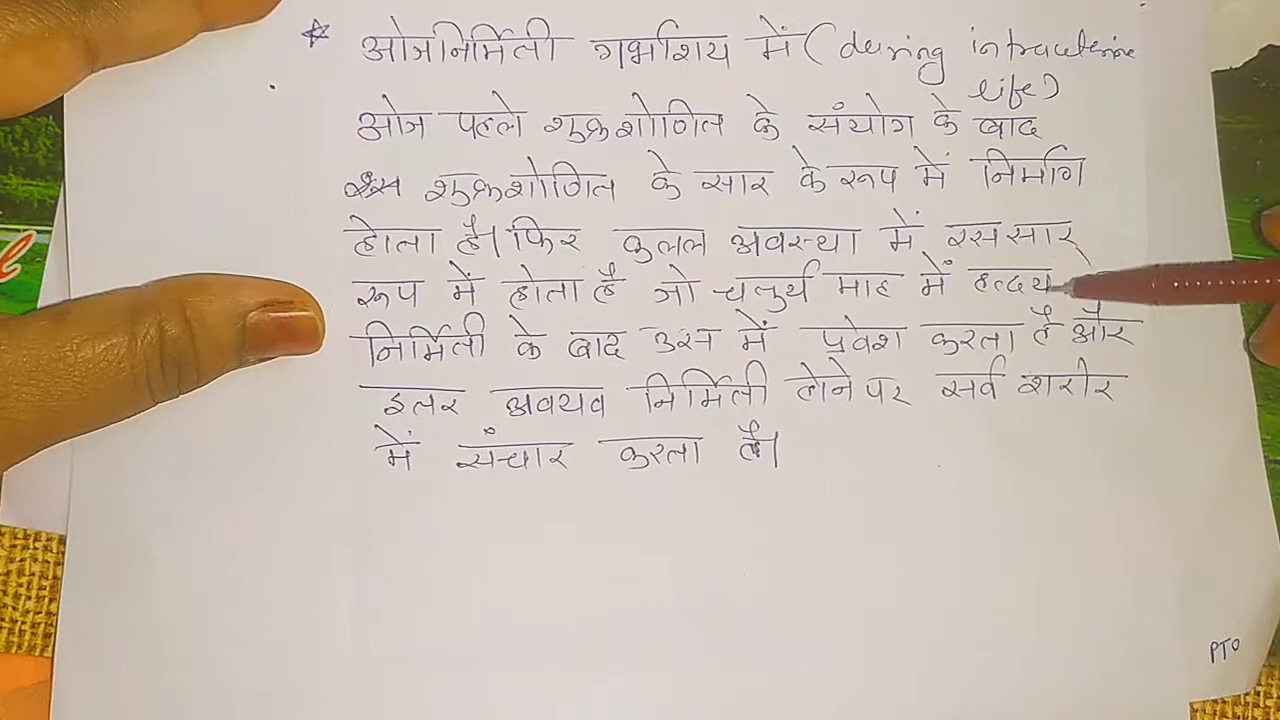 ☆ ओजनिर्मिती गर्भाशय में (during intrauterine
life)
ओज पहले शुक्रशोणित के संयोग के बाद
शुक्रशोणित के सार के रूप में निर्माण
होता है। फिर कलल अवस्था में रससार
रूप में होता है जो चतुर्थ माह में हृदय
निर्मिती के बाद उस में प्रवेश करता है और
इतर अवयव निर्मिती होने पर सर्व शरीर
में संचार करता है।
PTO